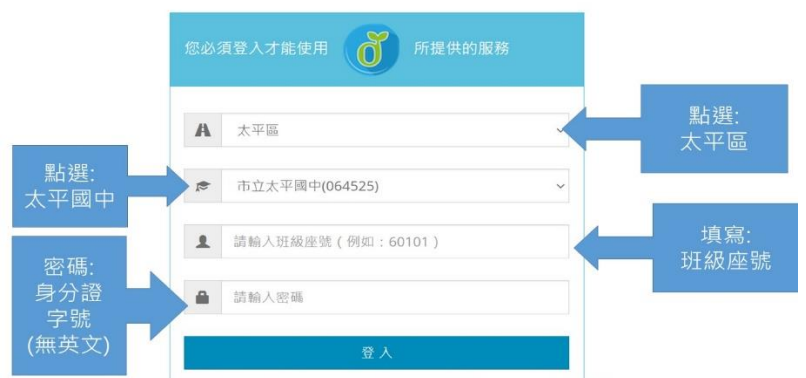 您必須登入才能使用 所提供的服務
太平區
點選:
太平區
點選:
太平國中
市立太平國中(064525)
請輸入班級座號(例如:60101)
填寫:
班級座號
密碼:
身分證
字號
(無英文)
請輸入密碼
登入